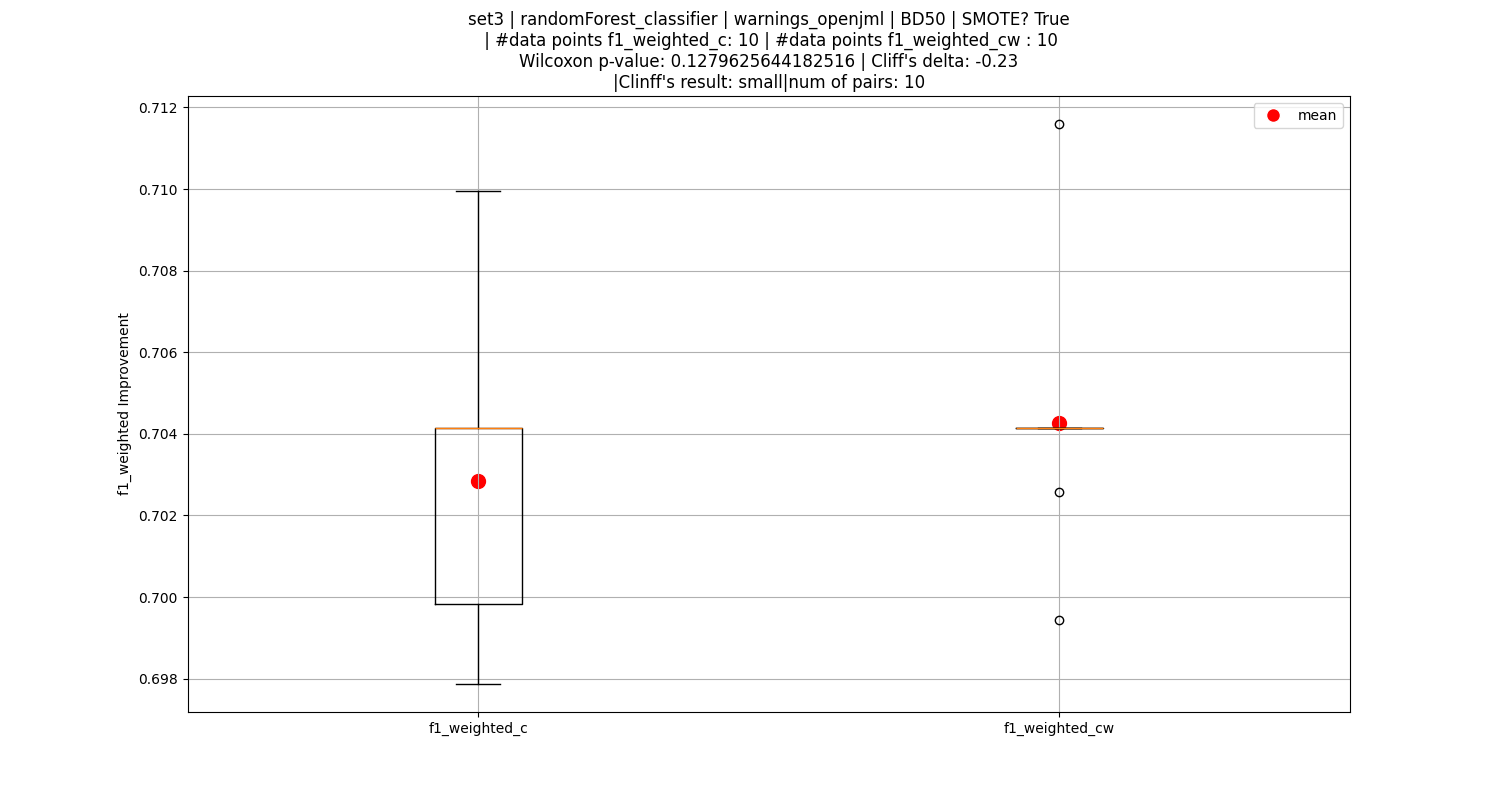 set3 | randomForest_classifier | warnings_openjml | BD50 | SMOTE? True
| #data points f1_weighted_c: 10 | #data points f1_weighted_cw : 10
Wilcoxon p-value: 0.1279625644182516 | Cliff's delta: -0.23
|Clinff's result: small|num of pairs: 10
mean
0.712
0.710
0.708
0.706
0.704
0.702
0.700
0.698
f1_weighted Improvement
f1_weighted_c
f1_weighted_cw